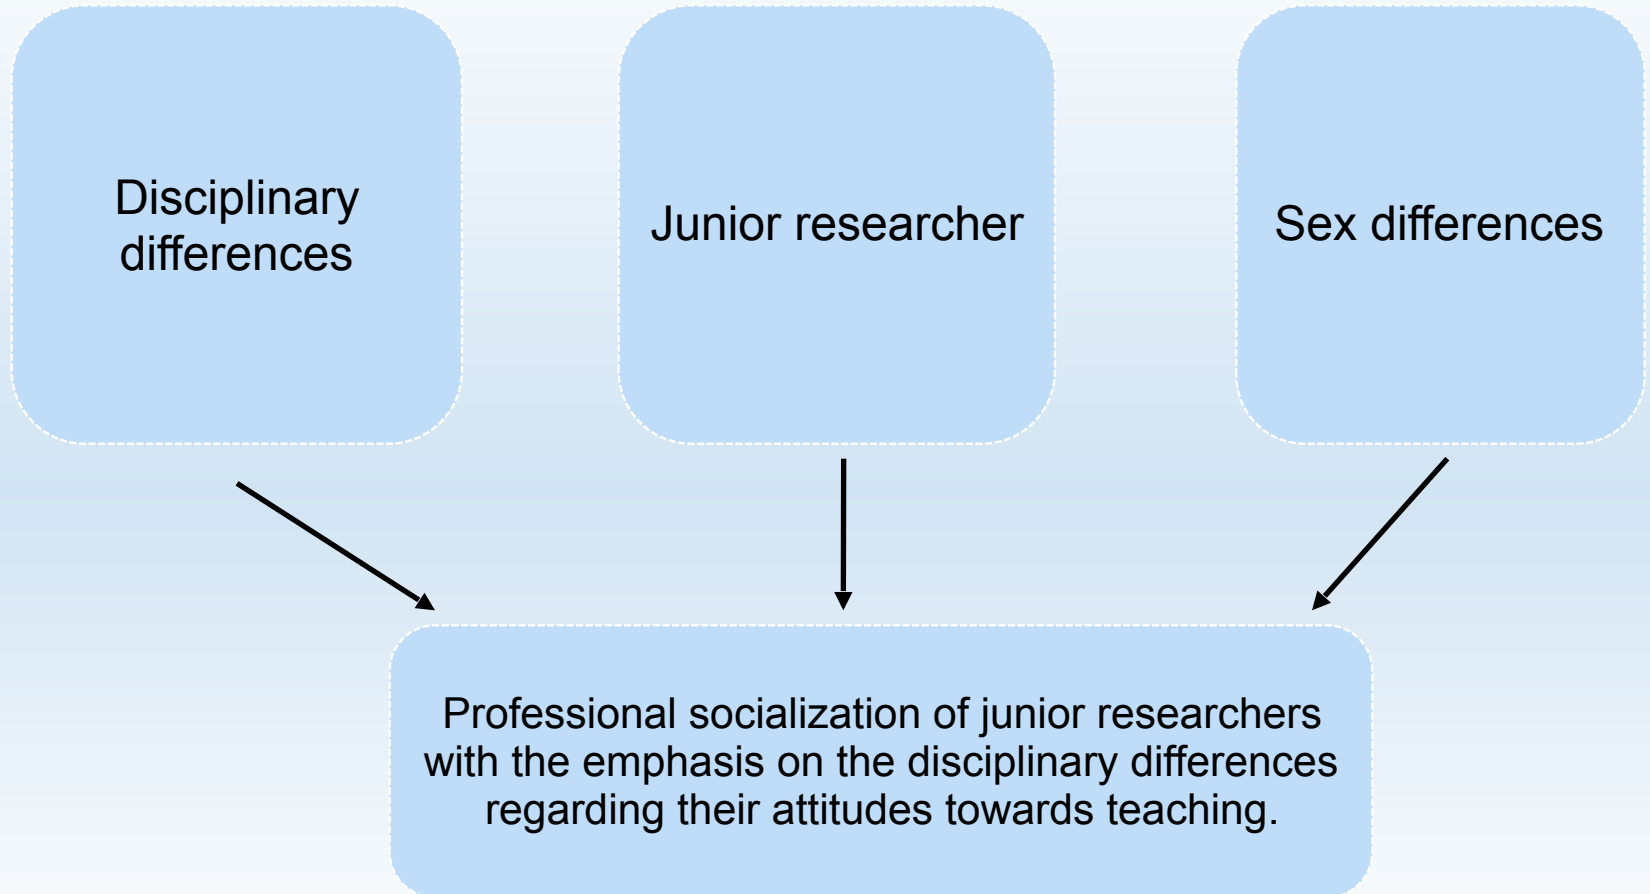 Disciplinary
differences
Junior researcher
Sex differences
Professional socialization of junior researchers
with the emphasis on the disciplinary differences
regarding their attitudes towards teaching.